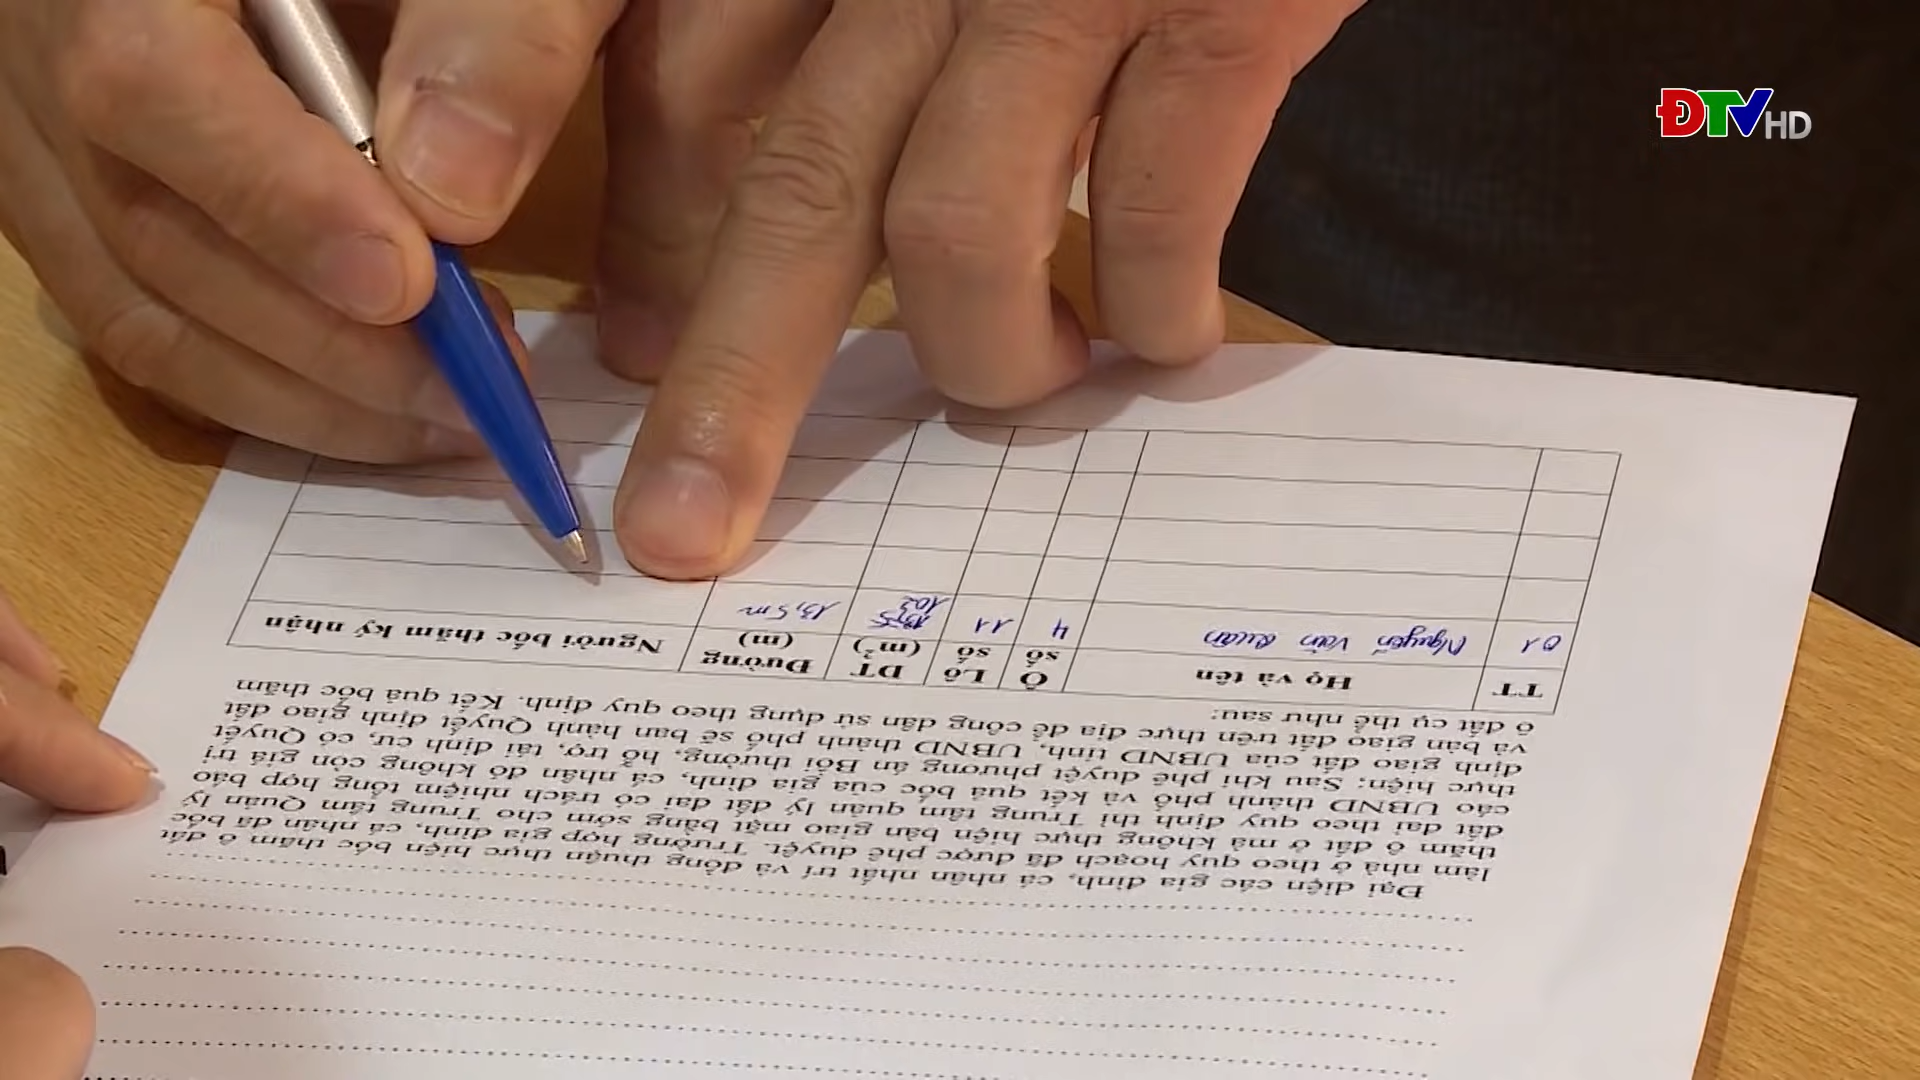 ĐTV HD
Đại diện các gia đình, cá nhân nhất trí và đồng thuận thực hiện bốc thăm ô đất
làm nhà ở theo quy hoạch đã được phê duyệt. Trường hợp gia đình, cá nhân đã bốc
thăm ô đất ở mà không thực hiện bàn giao mặt bằng sớm cho Trung tâm Quản lý
đất đai theo quy định thì Trung tâm quản lý đất đai có trách nhiệm tổng hợp báo
cáo UBND thành phố và kết quả bốc của gia đình, cá nhân đó không còn giá trị
thực hiện; Sau khi phê duyệt phương án Bồi thường, hỗ trợ, tái định cư, có Quyết
định giao đất của UBND tỉnh, UBND thành phố sẽ ban hành Quyết định giao đất
và bàn giao đất trên thực địa để công dân sử dụng theo quy định. Kết quả bốc thăm
ô đất cụ thể như sau:
TT Họ và tên Ô số Lô số DT (m²) Đường (m) Người bốc thăm ký nhận
01 Nguyễn Văn Quân 4 11 102 13,5m